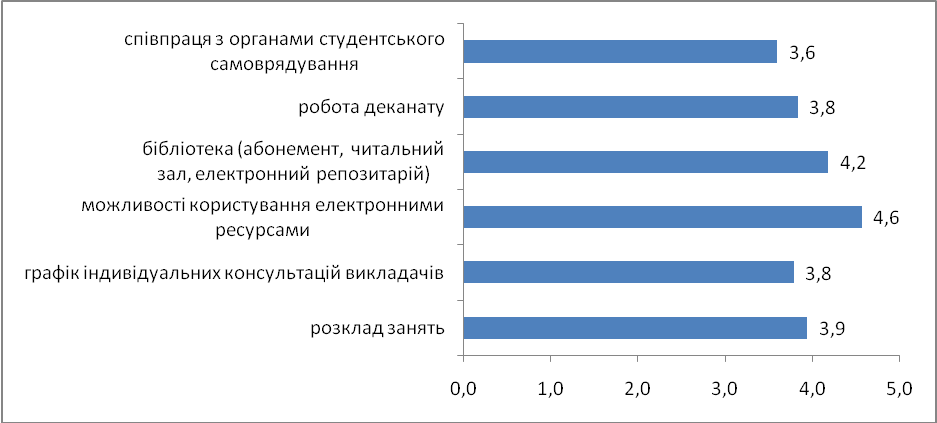 співпраця з органами студентського
самоврядування
3,6
робота деканату
3,8
бібліотека (абонемент, читальний
зал, електронний репозитарій)
4,2
можливості користування електронними
ресурсами
4,6
графік індивідуальних консультацій викладачів
3,8
розклад занять
3,9
0,0 1,0 2,0 3,0 4,0 5,0